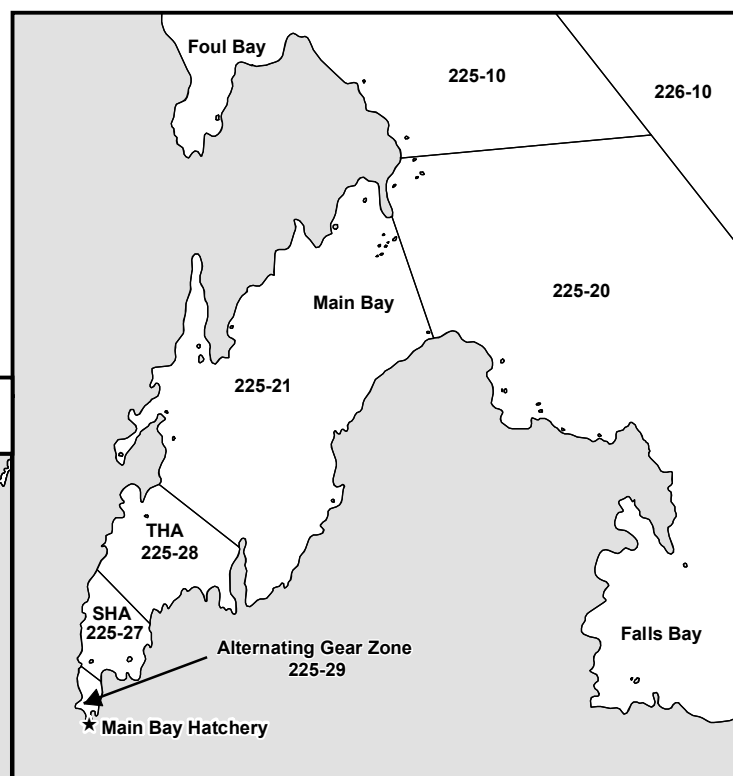 Foul Bay
225-10
226-10
Main Bay
225-20
225-21
THA
225-28
SHA
225-27
Falls Bay
Alternating Gear Zone
225-29
Main Bay Hatchery